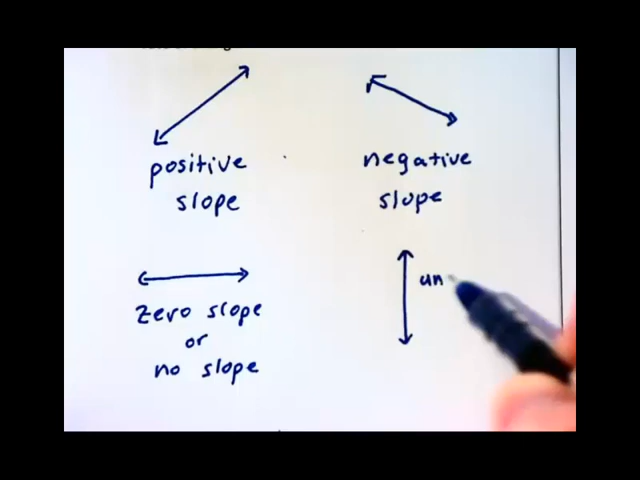 positive
slope
negative
slope
zero slope
or
no slope
un